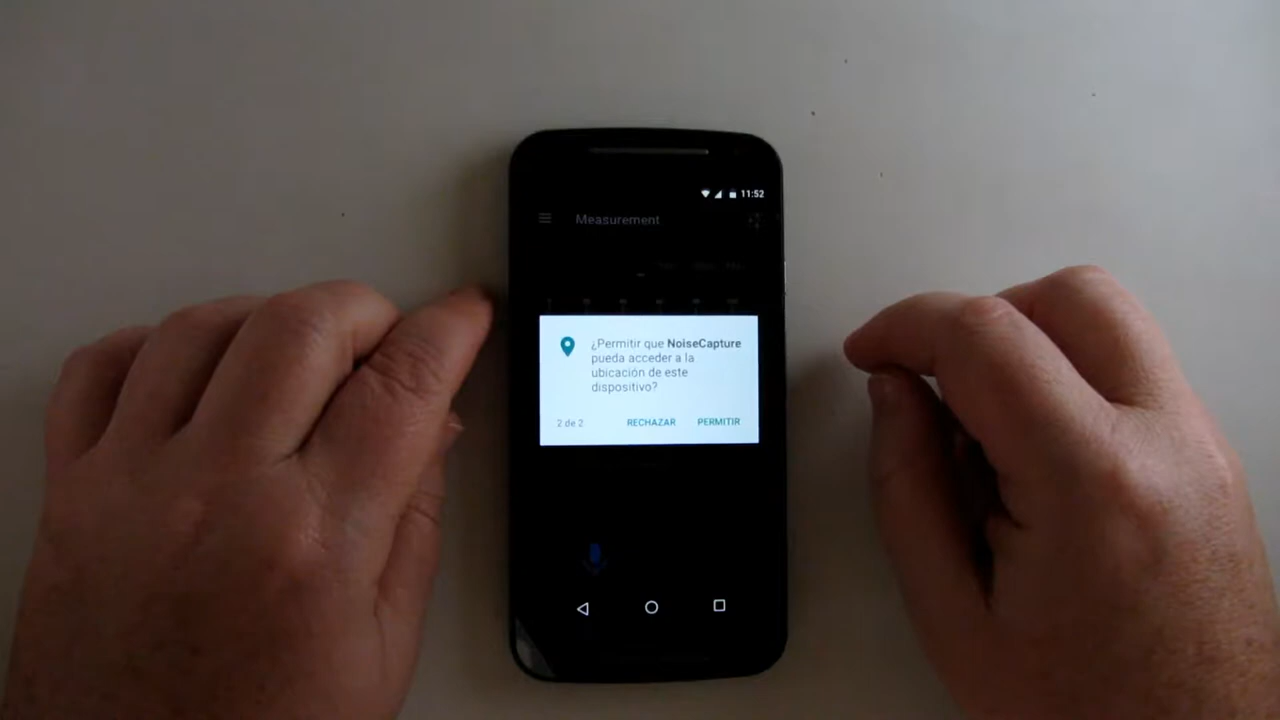 11:52
Measurement
¿Permitir que NoiseCapture
pueda acceder a la
ubicación de este
dispositivo?
2 de 2 RECHAZAR PERMITIR